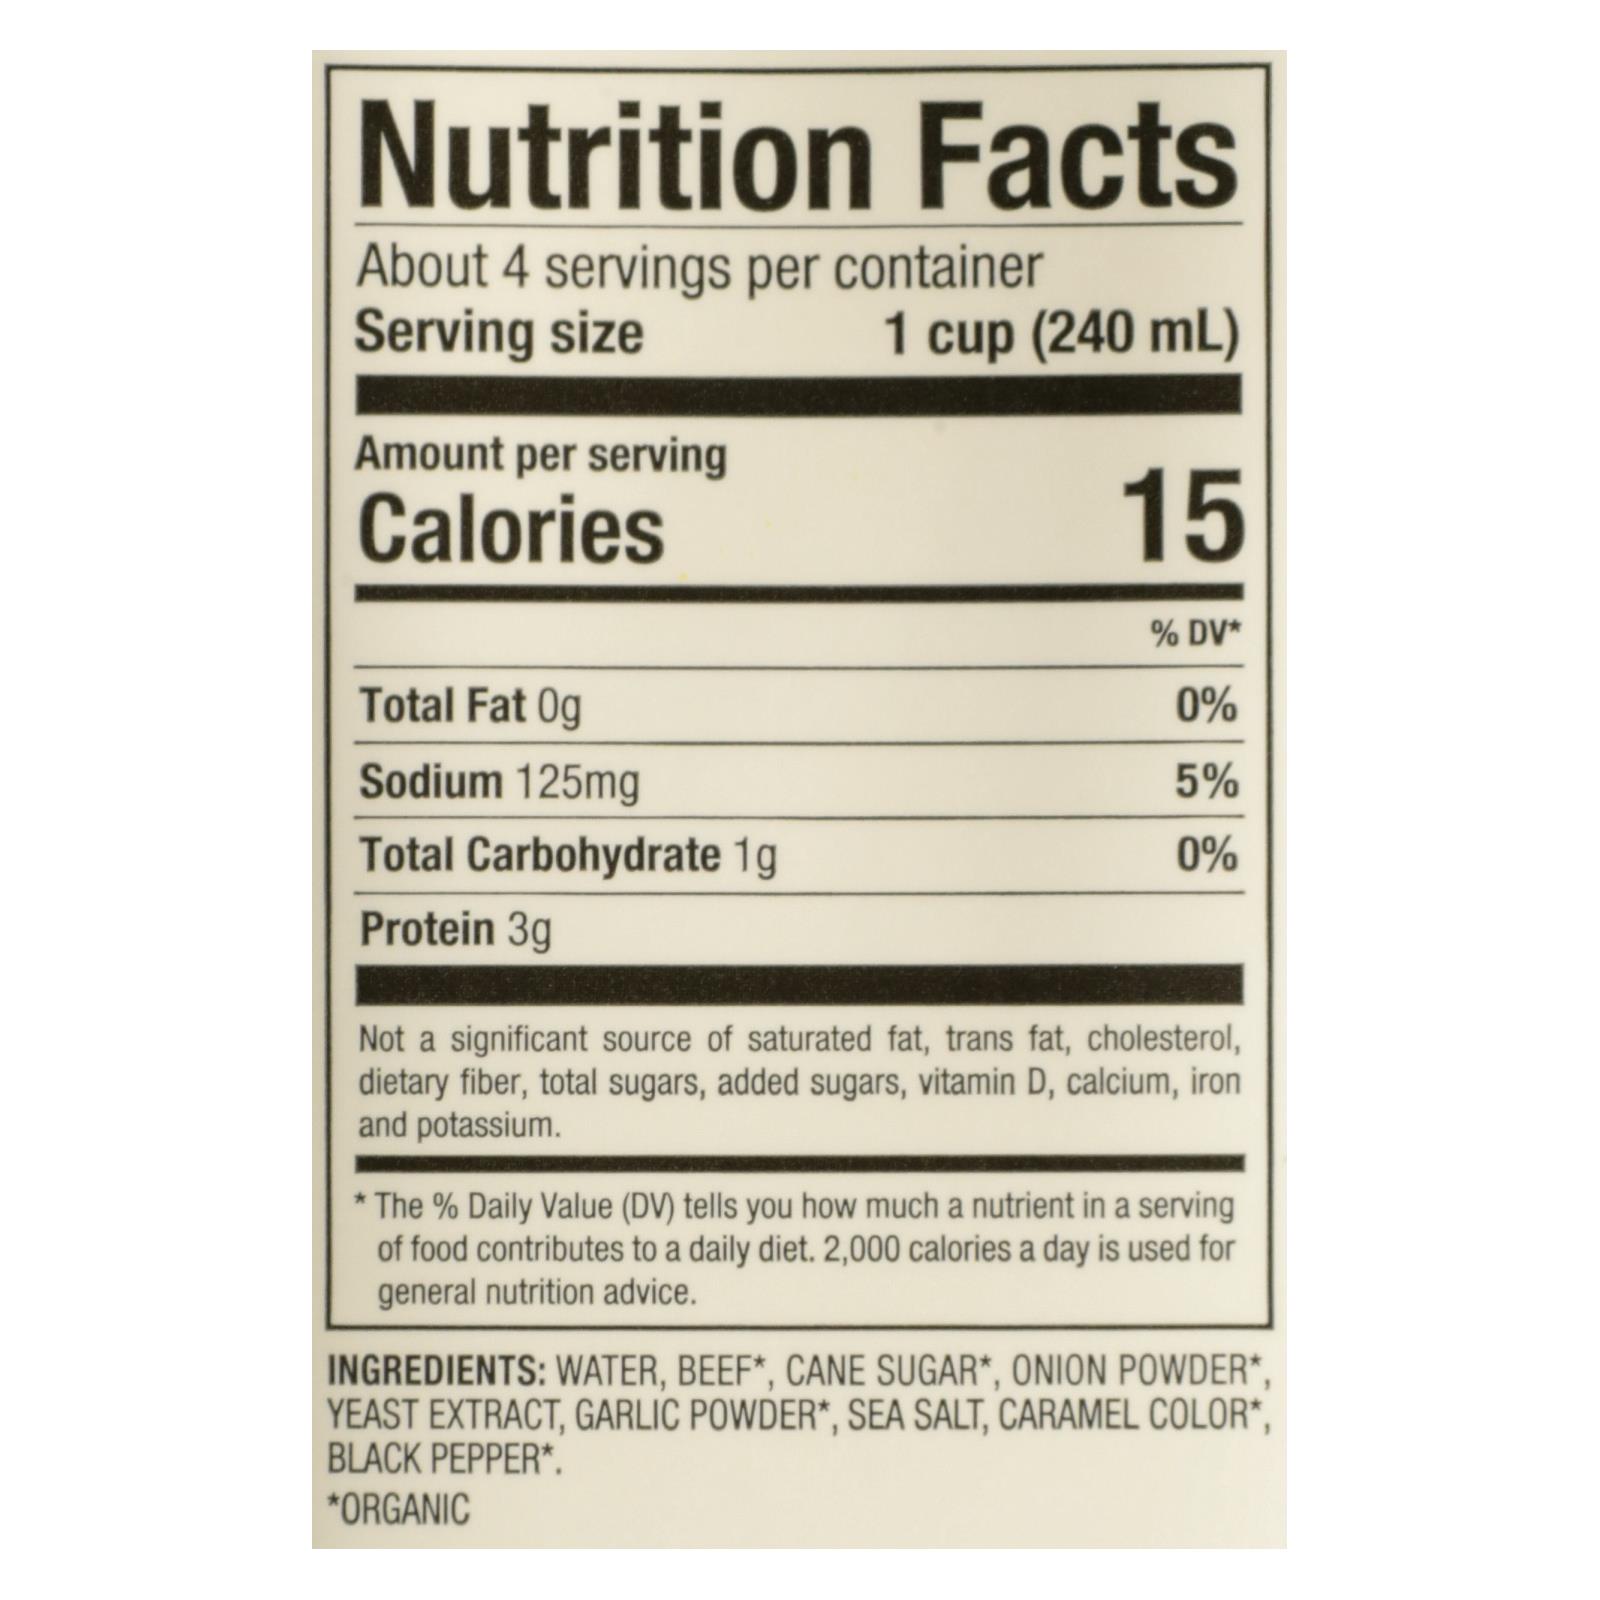 Nutrition Facts
About 4 servings per container
Serving size 1 cup (240 mL)
Amount per serving
Calories 15
% DV*
Total Fat 0g 0%
Sodium 125mg 5%
Total Carbohydrate 1g 0%
Protein 3g
Not a significant source of saturated fat, trans fat, cholesterol,
dietary fiber, total sugars, added sugars, vitamin D, calcium, iron
and potassium.
* The % Daily Value (DV) tells you how much a nutrient in a serving
of food contributes to a daily diet. 2,000 calories a day is used for
general nutrition advice.
INGREDIENTS: WATER, BEEF*, CANE SUGAR*, ONION POWDER*,
YEAST EXTRACT, GARLIC POWDER*, SEA SALT, CARAMEL COLOR*,
BLACK PEPPER*.
*ORGANIC